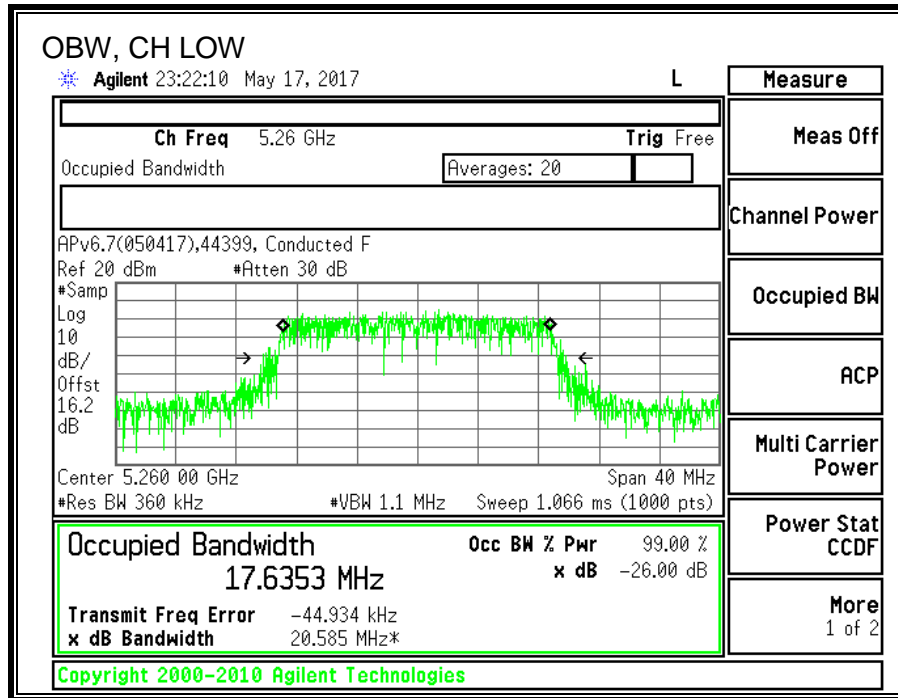 OBW, CH LOW
Agilent 23:22:10 May 17, 2017 L Measure
Ch Freq 5.26 GHz Trig Free
Meas Off
Occupied Bandwidth Averages: 20
Channel Power
APv6.7(050417),44399, Conducted F
Ref 20 dBm #Atten 30 dB
#Samp
Log
10
dB/
Offst
16.2
dB
Occupied BW
ACP
Multi Carrier
Power
Center 5.260 00 GHz Span 40 MHz
#Res BW 360 kHz #VBW 1.1 MHz Sweep 1.066 ms (1000 pts)
Power Stat
CCDF
Occupied Bandwidth Occ BW % Pwr 99.00 %
17.6353 MHz x dB -26.00 dB
Transmit Freq Error -44.934 kHz
x dB Bandwidth 20.585 MHz*
More
1 of 2
Copyright 2000-2010 Agilent Technologies